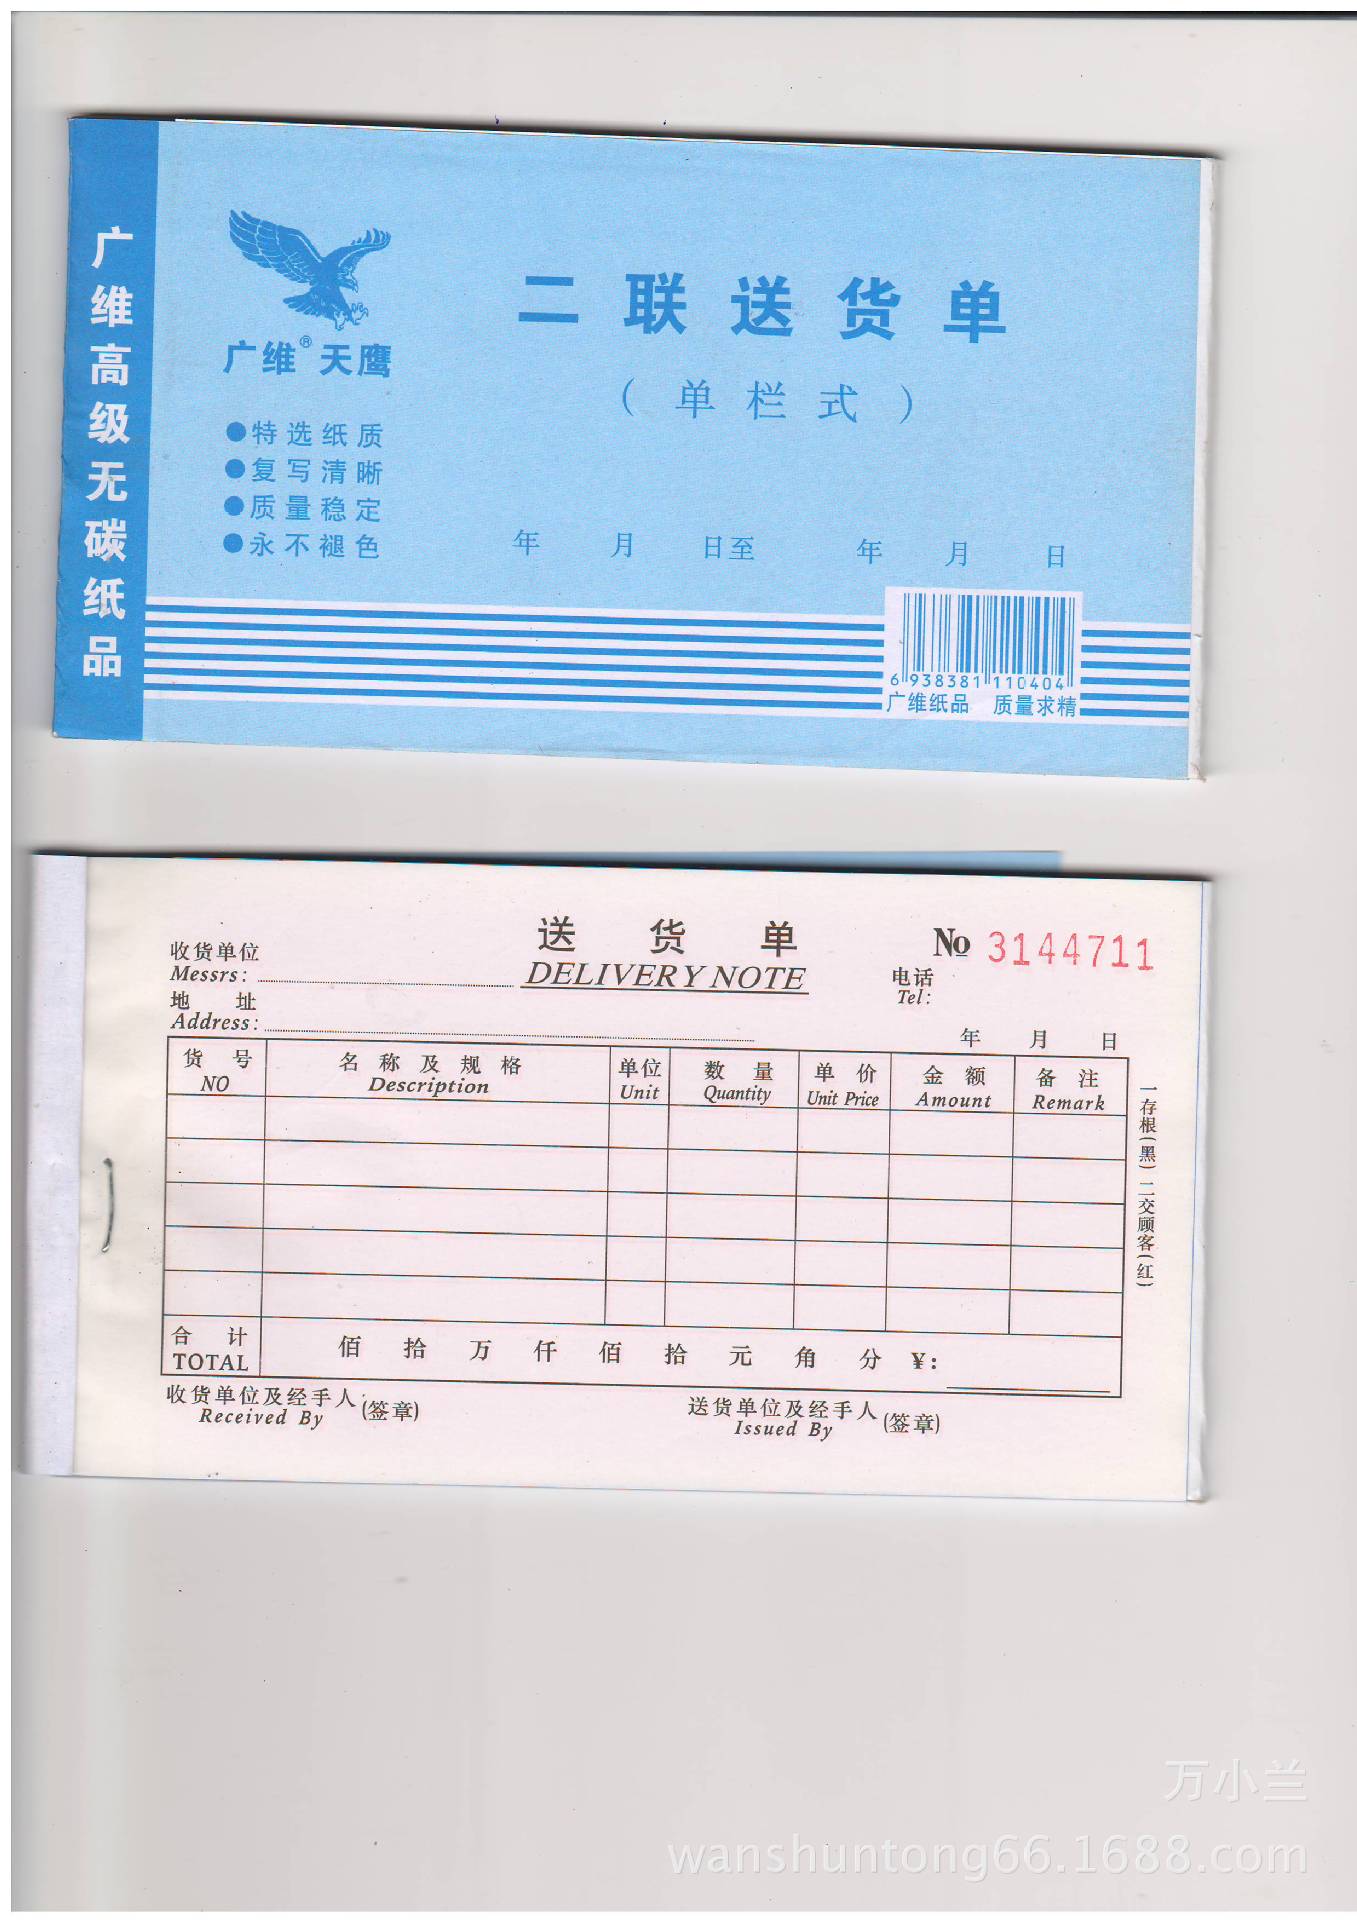 广维高级无碳纸品
广维®天鹰
二联送货单
（单栏式）
●特选纸质
●复写清晰
●质量稳定
●永不褪色
年 月 日至 年 月 日
6 938381 110404
广维纸品 质量求精
送货单
DELIVERY NOTE
№ 3144711
收货单位
Messrs:
电话
Tel:
地 址
Address:
年 月 日
货号 名称及规格 单位 数量 单价 金额 备注
NO Description Unit Quantity Unit Price Amount Remark
一存根(黑) 二交顾客(红)
合计 佰 拾 万 仟 佰 拾 元 角 分 ¥:
TOTAL
收货单位及经手人(签章) 送货单位及经手人(签章)
Received By Issued By
万小兰
wanshuntong66.1688.com